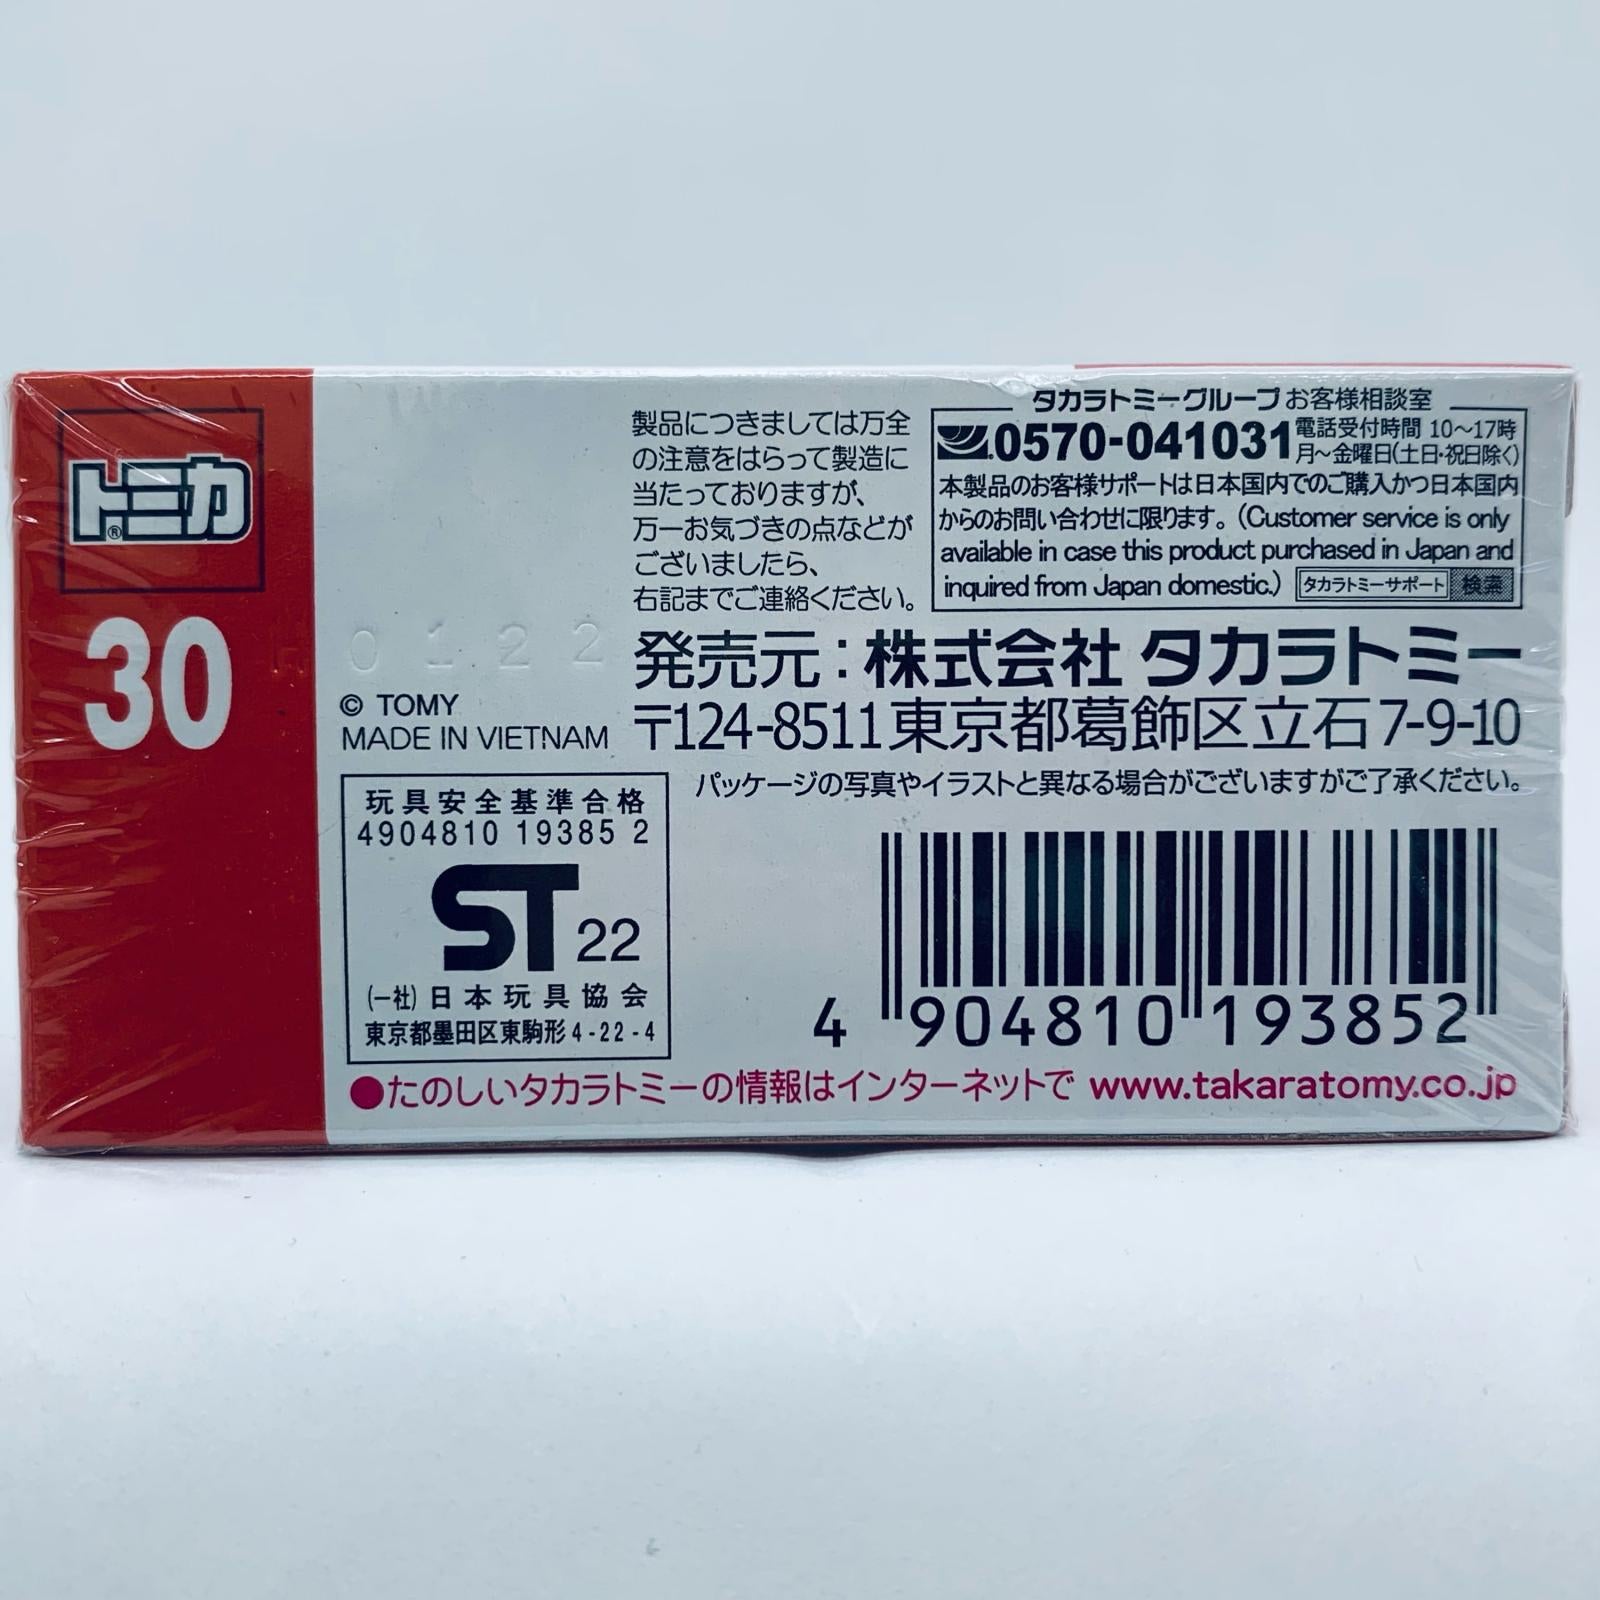 トミカ®
30
0122
© TOMY
MADE IN VIETNAM
製品につきましては万全
の注意をはらって製造に
当たっておりますが、
万一お気づきの点などが
ございましたら、
右記までご連絡ください。
タカラトミーグループお客様相談室
0570-041031
電話受付時間 10〜17時
月〜金曜日(土日・祝日除く)
本製品のお客様サポートは日本国内でのご購入かつ日本国内
からのお問い合わせに限ります。(Customer service is only
available in case this product purchased in Japan and
inquired from Japan domestic.) タカラトミーサポート 検索
発売元:株式会社 タカラトミー
〒124-8511東京都葛飾区立石7-9-10
パッケージの写真やイラストと異なる場合がございますがご了承ください。
玩具安全基準合格
4904810 19385 2
ST 22
(一社)日本玩具協会
東京都墨田区東駒形4-22-4
4 904810 193852
●たのしいタカラトミーの情報はインターネットで www.takaratomy.co.jp